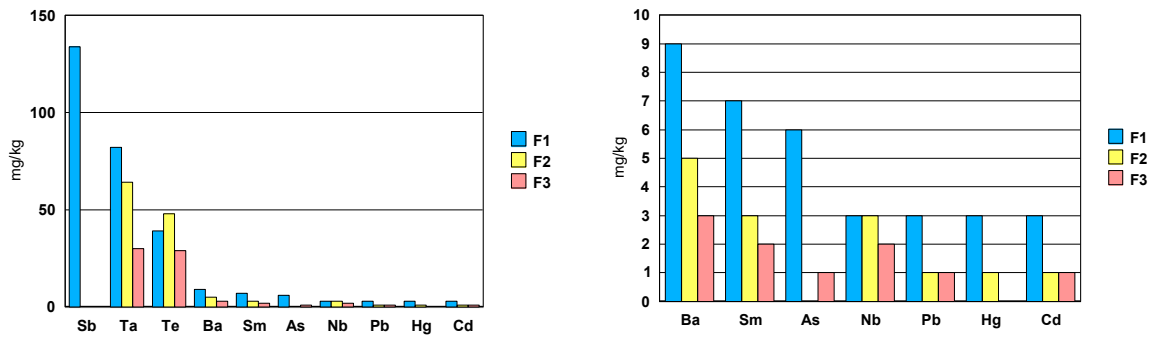 150
100
50
0
mg/kg
Sb Ta Te Ba Sm As Nb Pb Hg Cd
F1
F2
F3
10
9
8
7
6
5
4
3
2
1
0
mg/kg
Ba Sm As Nb Pb Hg Cd
F1
F2
F3